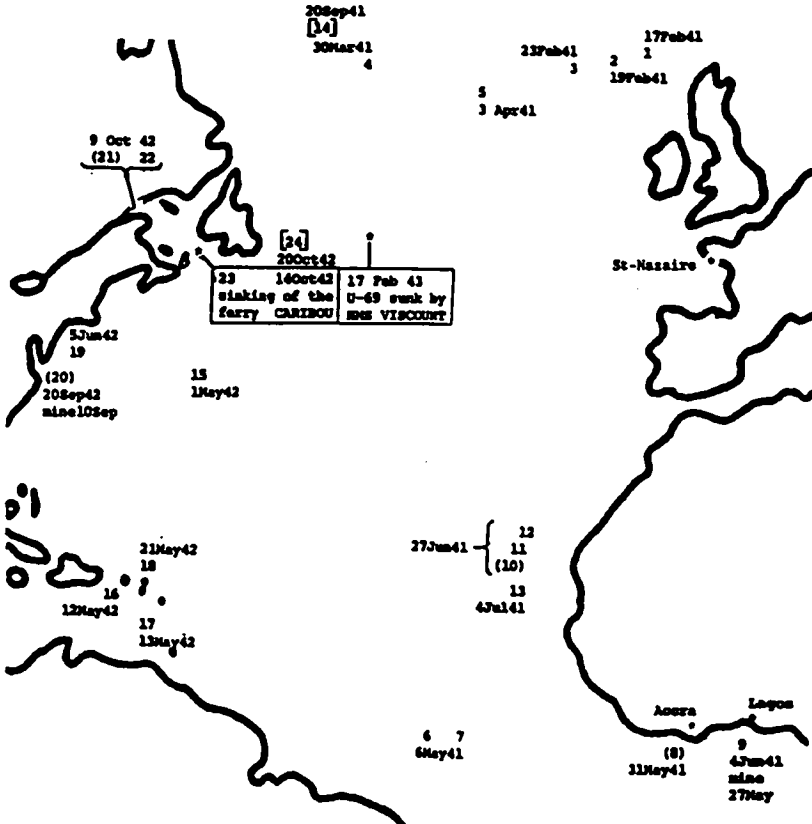 20Sep41
[14]
30Mar41
4
23Feb41
3
17Feb41
1
2
19Feb41
5
3 Apr41
9 Oct 42
(21) 22
[24]
20Oct42
23 14Oct42
sinking of the
ferry CARIBOU
17 Feb 43
U-69 sunk by
HMS VISCOUNT
St-Nazaire
5Jun42
19
(20)
20Sep42
mine10Sep
15
1May42
27Jun41
12
11
(10)
13
4Jul41
21May42
18
16
12May42
17
13May42
6 7
6May41
Accra
Lagos
(8)
31May41
9
4Jun41
mine
27May